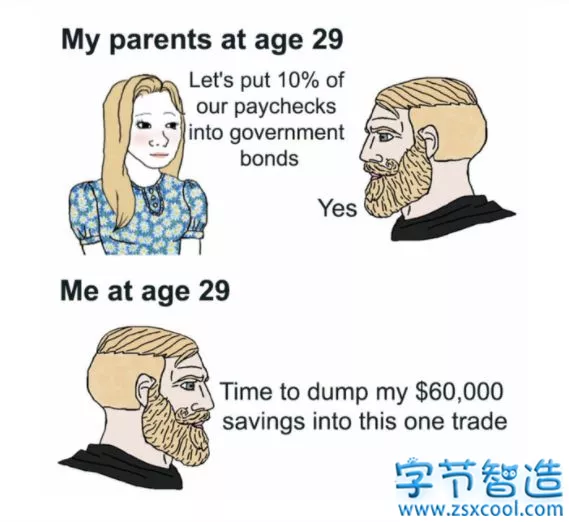 My parents at age 29
Let's put 10% of
our paychecks
into government
bonds
Yes
Me at age 29
Time to dump my $60,000
savings into this one trade
字节智造
www.zsxcool.com